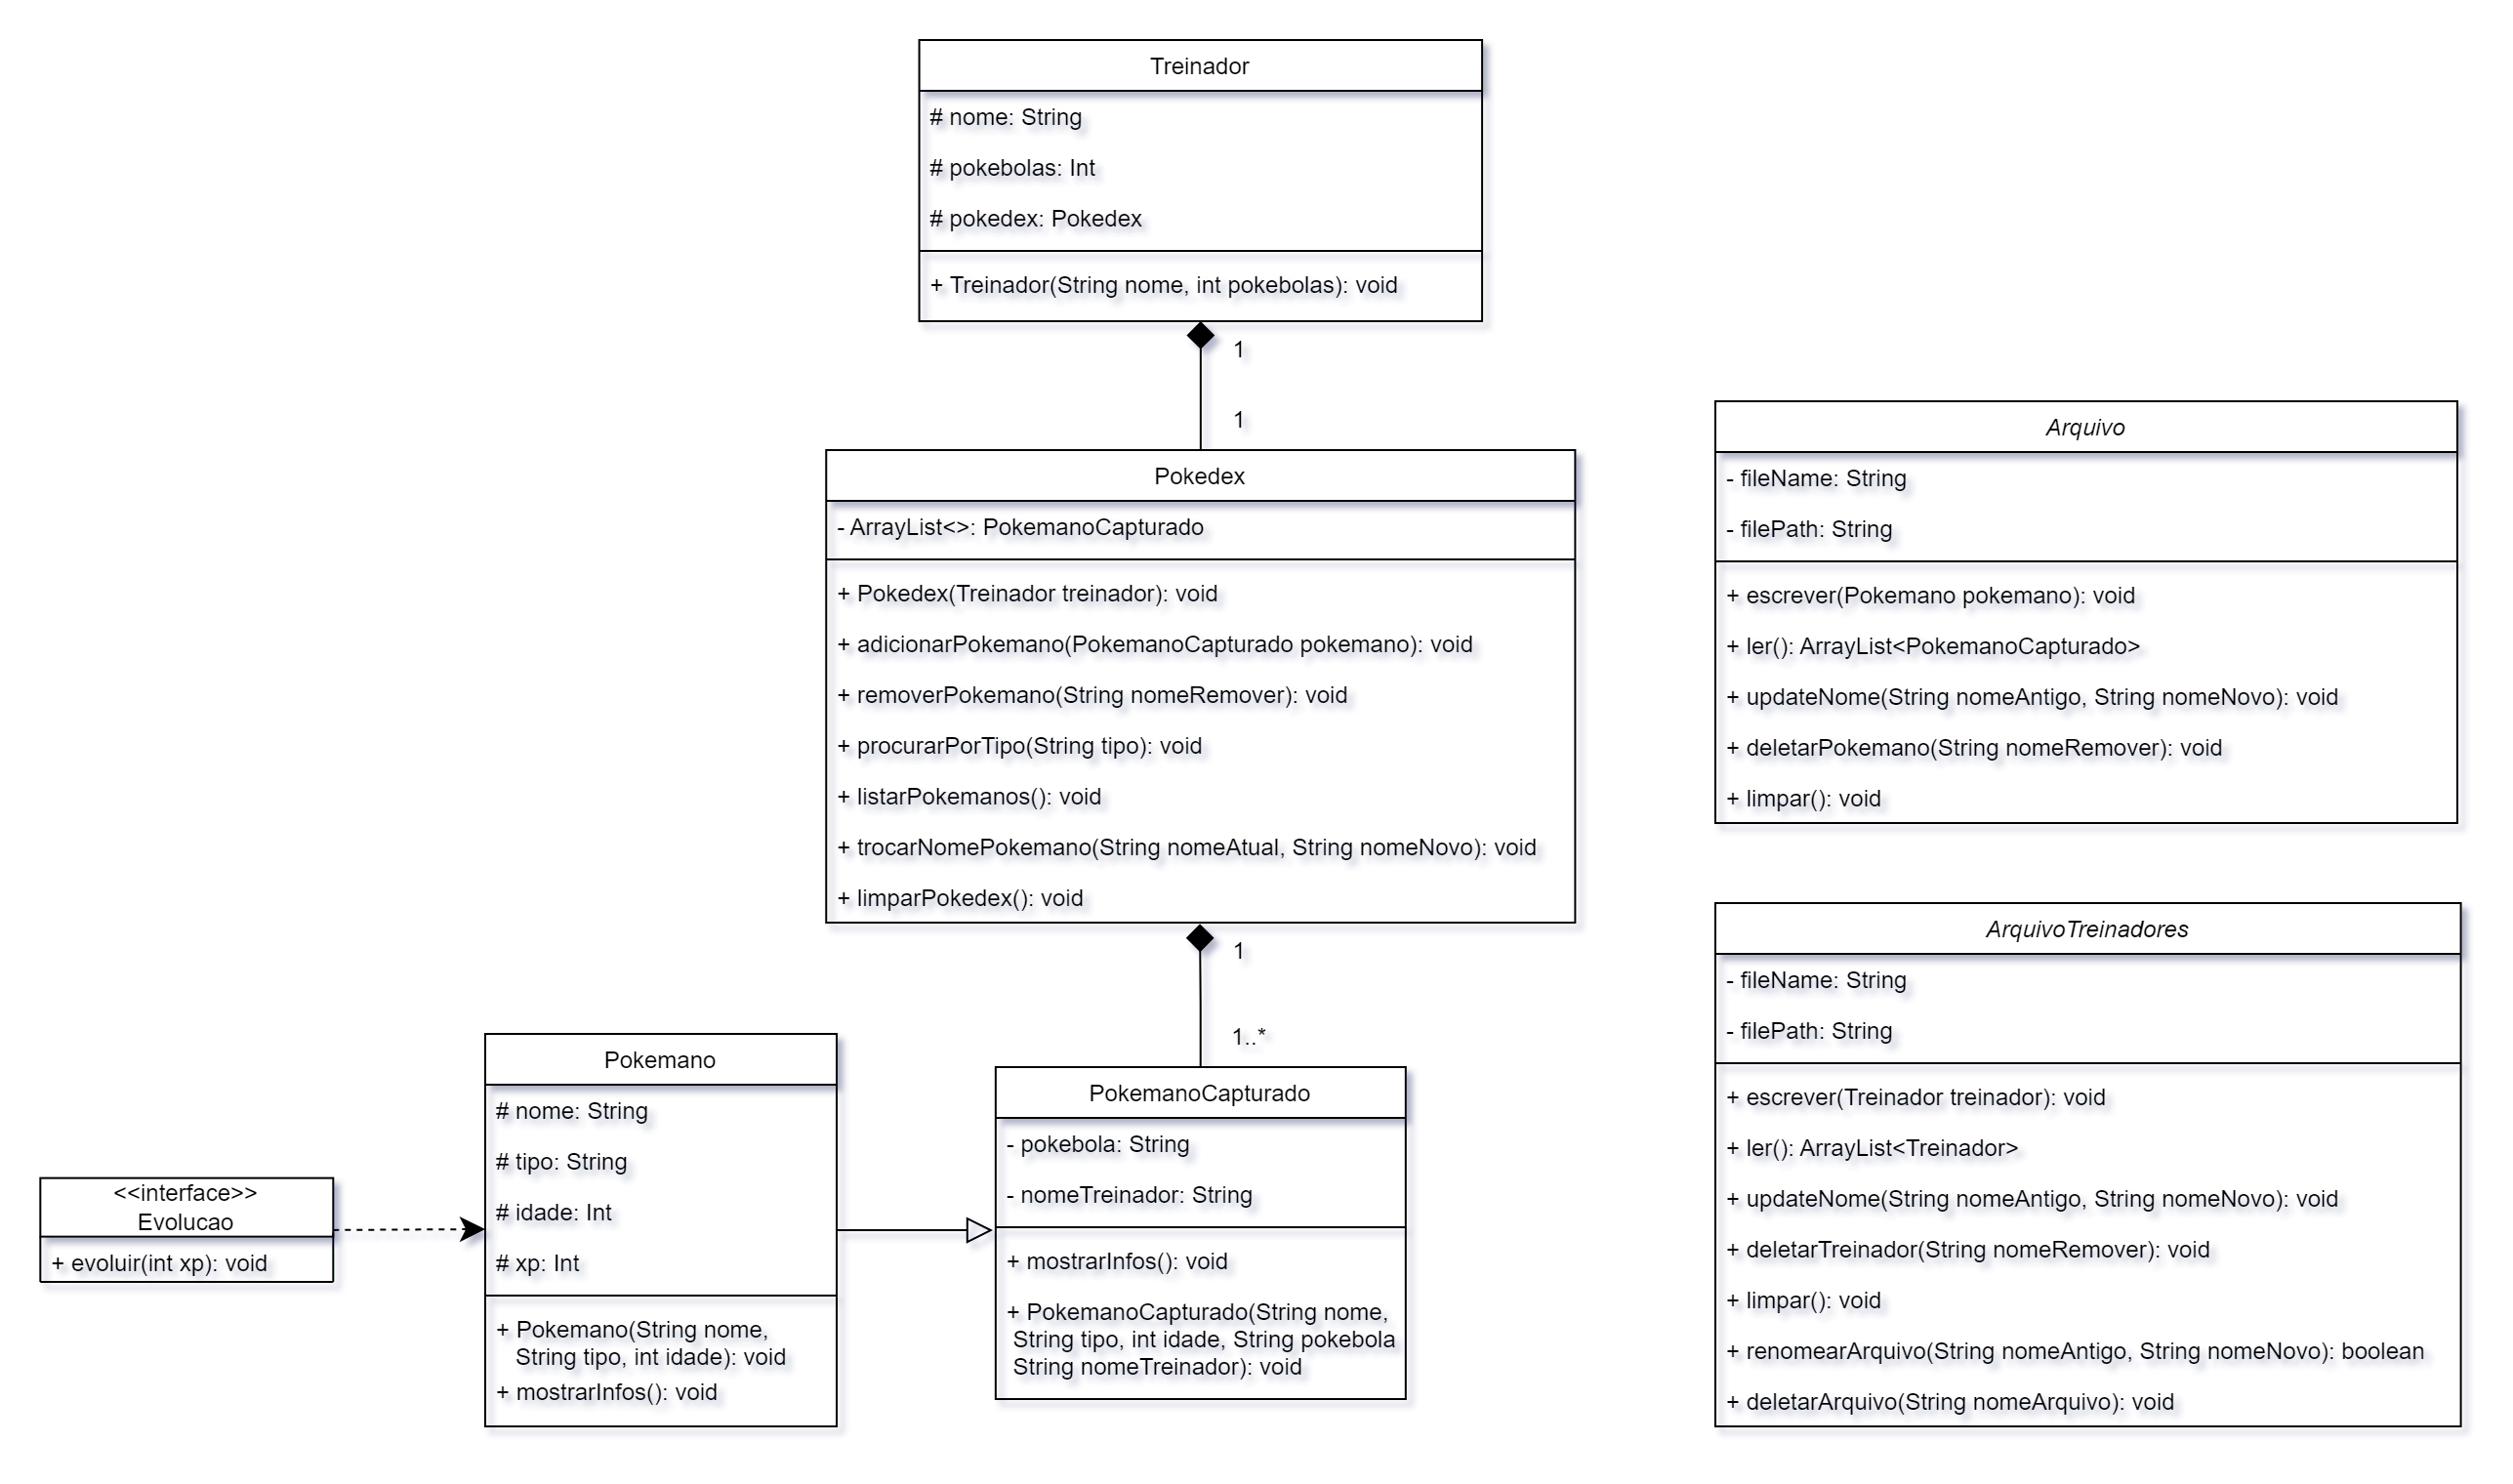 Treinador
# nome: String
# pokebolas: Int
# pokedex: Pokedex
+ Treinador(String nome, int pokebolas): void
1
1
Pokedex
- ArrayList<>: PokemanoCapturado
+ Pokedex(Treinador treinador): void
+ adicionarPokemano(PokemanoCapturado pokemano): void
+ removerPokemano(String nomeRemover): void
+ procurarPorTipo(String tipo): void
+ listarPokemanos(): void
+ trocarNomePokemano(String nomeAtual, String nomeNovo): void
+ limparPokedex(): void
1
1..*
Arquivo
- fileName: String
- filePath: String
+ escrever(Pokemano pokemano): void
+ ler(): ArrayList<PokemanoCapturado>
+ updateNome(String nomeAntigo, String nomeNovo): void
+ deletarPokemano(String nomeRemover): void
+ limpar(): void
<<interface>>
Evolucao
+ evoluir(int xp): void
Pokemano
# nome: String
# tipo: String
# idade: Int
# xp: Int
+ Pokemano(String nome,
String tipo, int idade): void
+ mostrarInfos(): void
PokemanoCapturado
- pokebola: String
- nomeTreinador: String
+ mostrarInfos(): void
+ PokemanoCapturado(String nome,
String tipo, int idade, String pokebola
String nomeTreinador): void
ArquivoTreinadores
- fileName: String
- filePath: String
+ escrever(Treinador treinador): void
+ ler(): ArrayList<Treinador>
+ updateNome(String nomeAntigo, String nomeNovo): void
+ deletarTreinador(String nomeRemover): void
+ limpar(): void
+ renomearArquivo(String nomeAntigo, String nomeNovo): boolean
+ deletarArquivo(String nomeArquivo): void